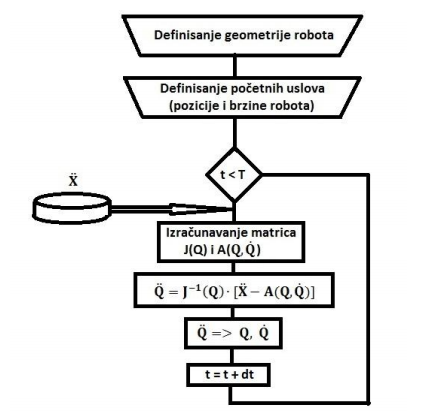 Definisanje geometrije robota
Definisanje početnih uslova
(pozicije i brzine robota)
t < T
Ẍ
Izračunavanje matrica
J(Q) i A(Q, Q̇)
Q̈ = J⁻¹(Q) · [Ẍ − A(Q, Q̇)]
Q̈ => Q, Q̇
t = t + dt